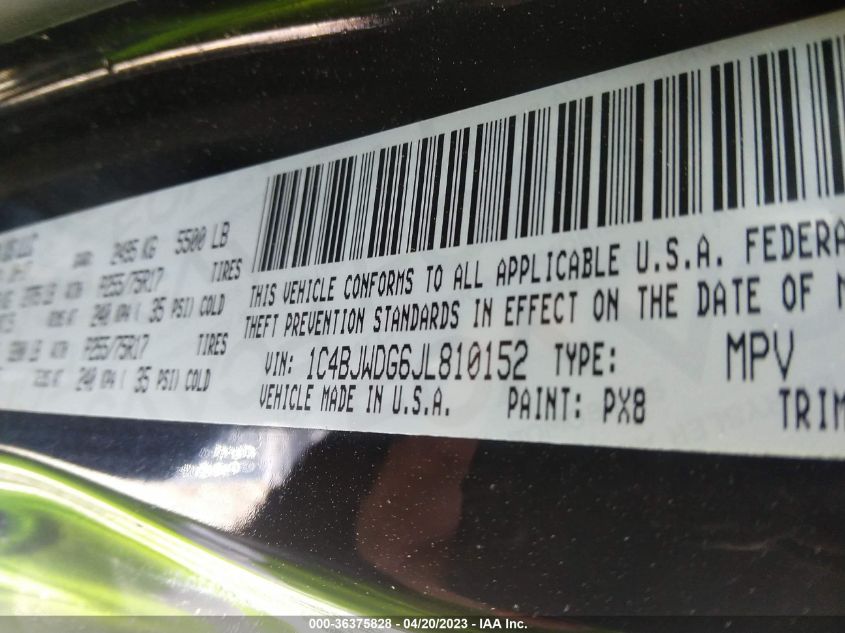 2495 KG 5500 LB
P255/75R17 TIRES
240 KPA ( 35 PSI) COLD
P255/75R17 TIRES
240 KPA ( 35 PSI) COLD
THIS VEHICLE CONFORMS TO ALL APPLICABLE U.S.A. FEDERA
THEFT PREVENTION STANDARDS IN EFFECT ON THE DATE OF M
VIN: 1C4BJWDG6JL810152 TYPE: MPV
VEHICLE MADE IN U.S.A. PAINT: PX8 TRIM
000-36375828 - 04/20/2023 - IAA Inc.